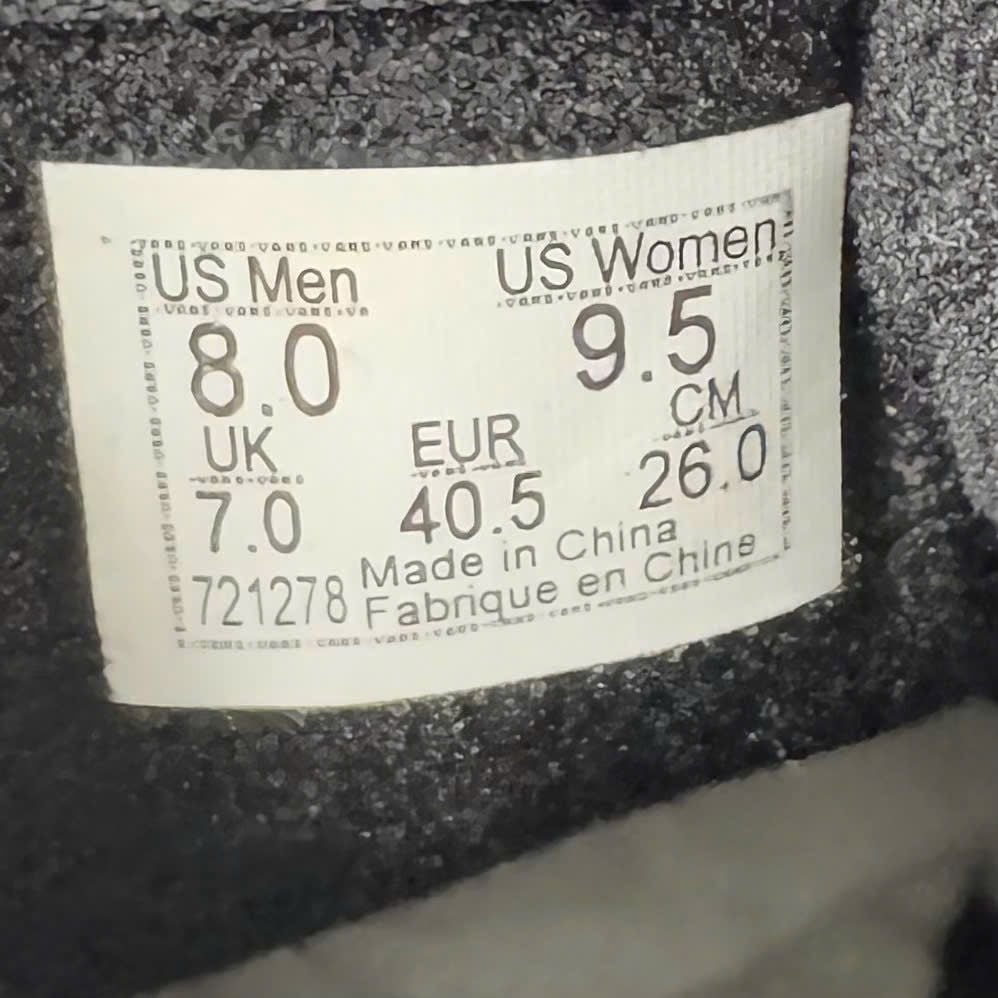 US Men US Women
8.0 9.5
UK EUR CM
7.0 40.5 26.0
721278 Made in China
Fabrique en Chine